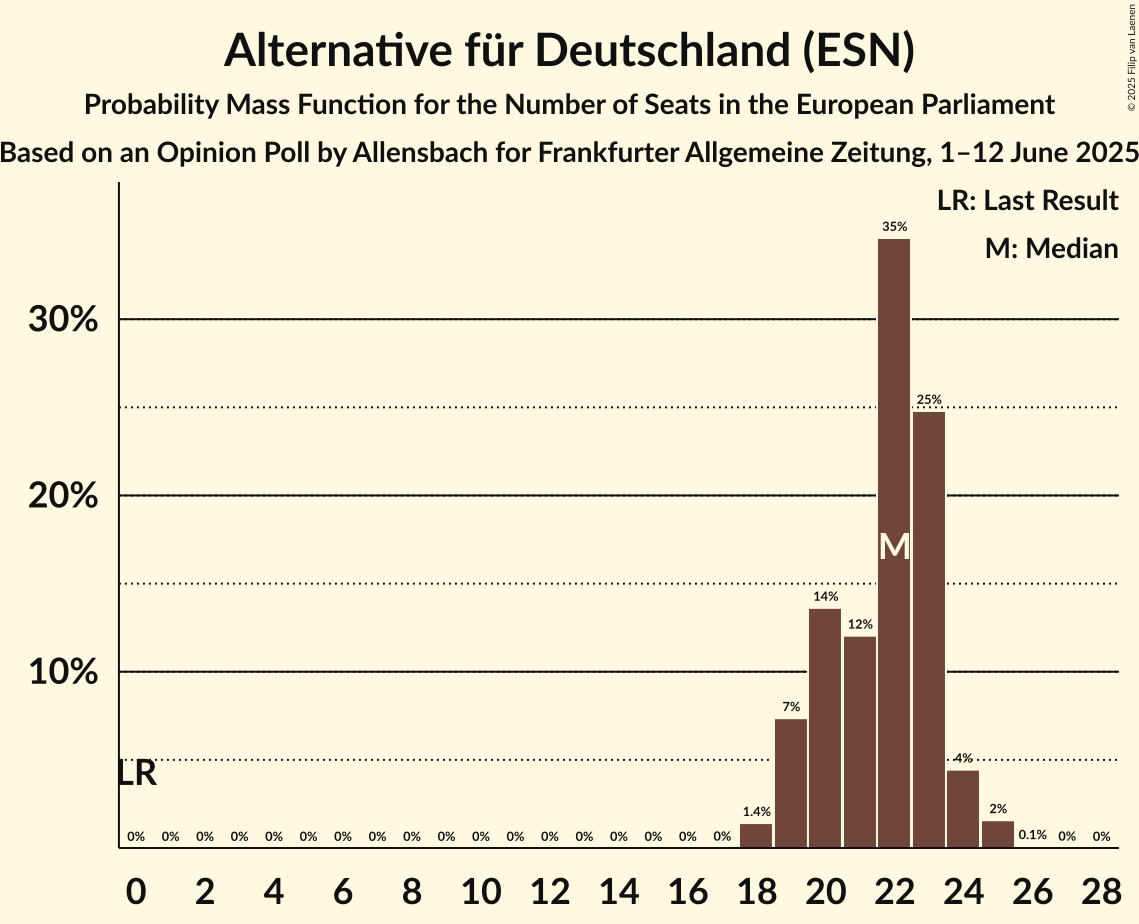 Alternative für Deutschland (ESN)
Probability Mass Function for the Number of Seats in the European Parliament
Based on an Opinion Poll by Allensbach for Frankfurter Allgemeine Zeitung, 1–12 June 2025
© 2025 Filip van Laenen
LR: Last Result
M: Median
35%
30%
25%
20%
M
14%
12%
10%
7%
4%
LR
1.4%
2%
0% 0% 0% 0% 0% 0% 0% 0% 0% 0% 0% 0% 0% 0% 0% 0% 0% 0% 0.1% 0% 0%
0 2 4 6 8 10 12 14 16 18 20 22 24 26 28